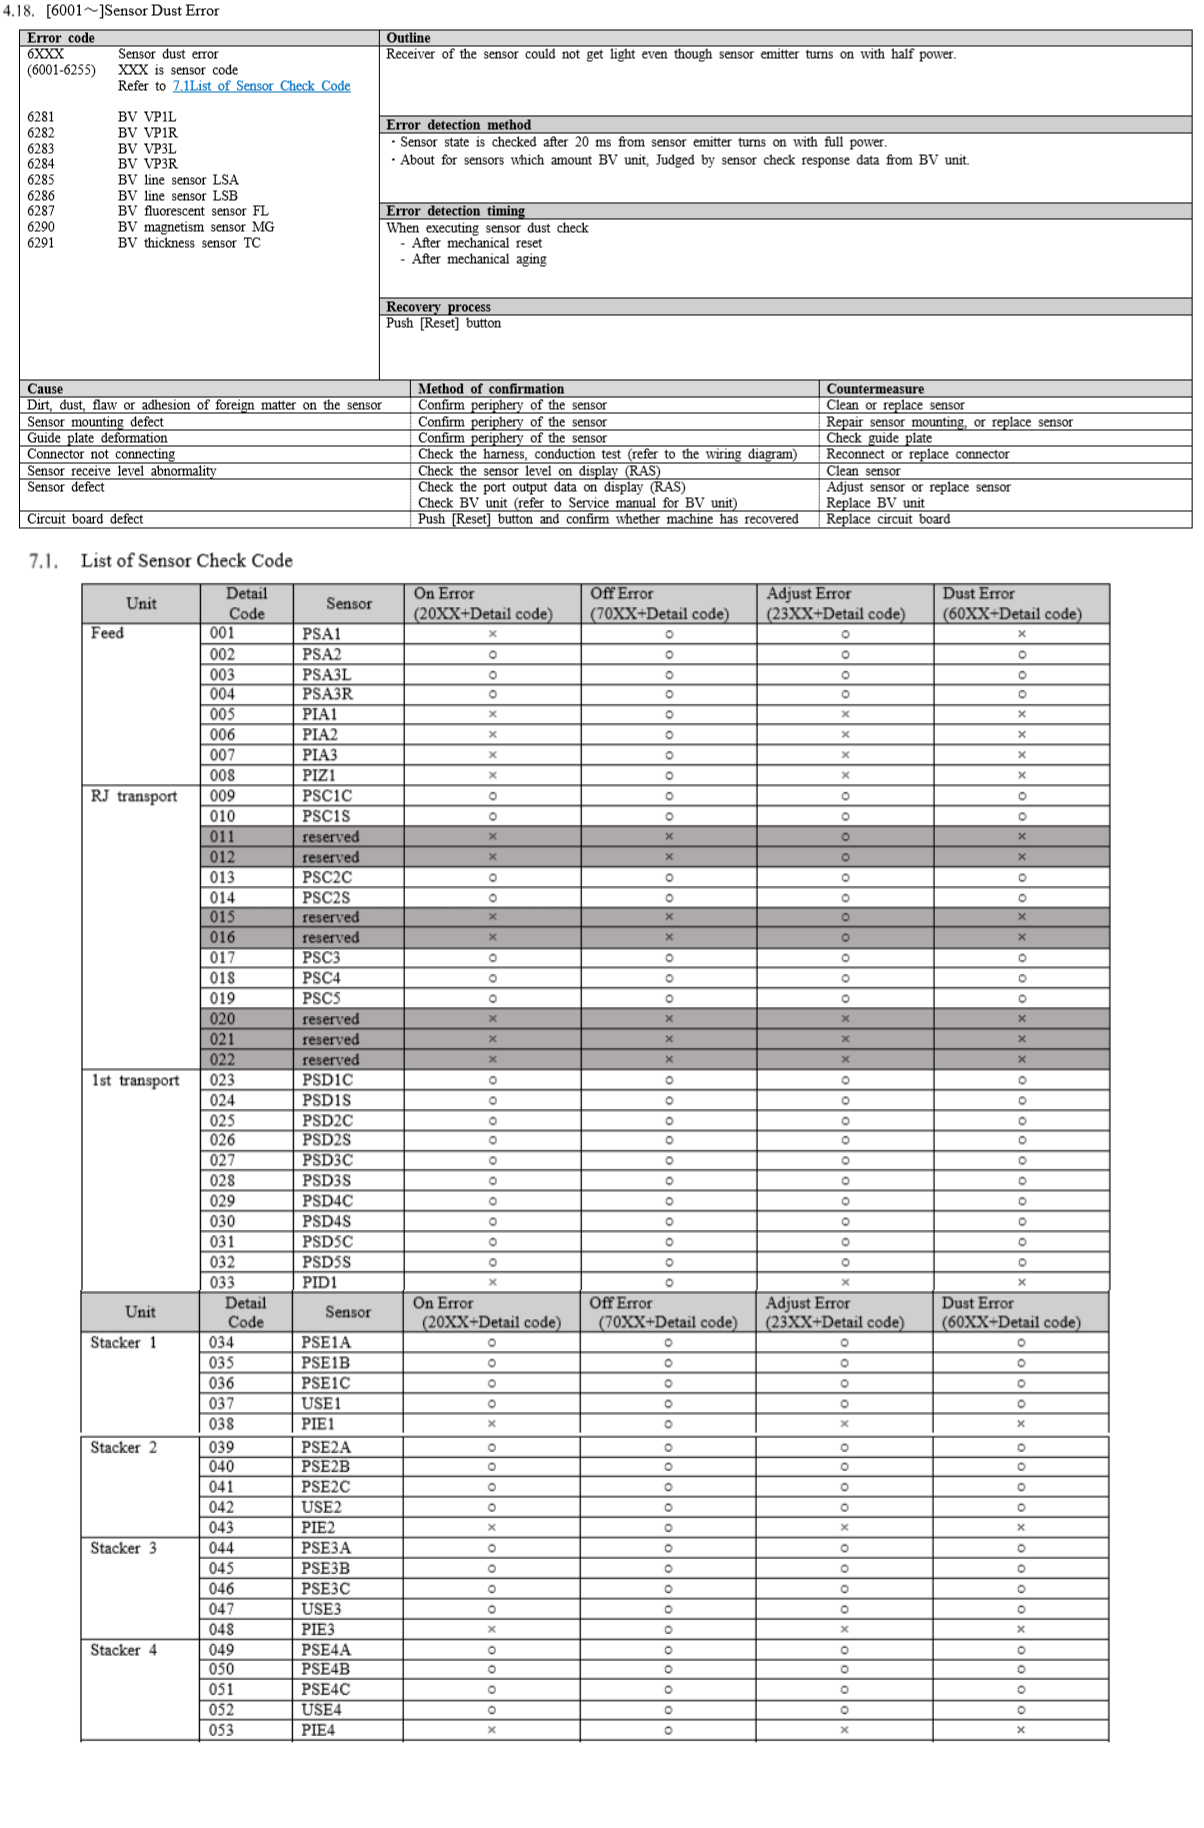 4.18. [6001～]Sensor Dust Error
Error code
6XXX Sensor dust error
(6001-6255) XXX is sensor code
Refer to 7.1List of Sensor Check Code
6281 BV VP1L
6282 BV VP1R
6283 BV VP3L
6284 BV VP3R
6285 BV line sensor LSA
6286 BV line sensor LSB
6287 BV fluorescent sensor FL
6290 BV magnetism sensor MG
6291 BV thickness sensor TC
Outline
Receiver of the sensor could not get light even though sensor emitter turns on with half power.
Error detection method
・Sensor state is checked after 20 ms from sensor emitter turns on with full power.
・About for sensors which amount BV unit, Judged by sensor check response data from BV unit.
Error detection timing
When executing sensor dust check
- After mechanical reset
- After mechanical aging
Recovery process
Push [Reset] button
Cause Method of confirmation Countermeasure
Dirt, dust, flaw or adhesion of foreign matter on the sensor Confirm periphery of the sensor Clean or replace sensor
Sensor mounting defect Confirm periphery of the sensor Repair sensor mounting, or replace sensor
Guide plate deformation Confirm periphery of the sensor Check guide plate
Connector not connecting Check the harness, conduction test (refer to the wiring diagram) Reconnect or replace connector
Sensor receive level abnormality Check the sensor level on display (RAS) Clean sensor
Sensor defect Check the port output data on display (RAS) Adjust sensor or replace sensor
Check BV unit (refer to Service manual for BV unit) Replace BV unit
Circuit board defect Push [Reset] button and confirm whether machine has recovered Replace circuit board
7.1. List of Sensor Check Code
Unit Detail Code Sensor On Error (20XX+Detail code) Off Error (70XX+Detail code) Adjust Error (23XX+Detail code) Dust Error (60XX+Detail code)
Feed 001 PSA1 × ○ ○ ×
002 PSA2 ○ ○ ○ ○
003 PSA3L ○ ○ ○ ○
004 PSA3R ○ ○ ○ ○
005 PIA1 × ○ × ×
006 PIA2 × ○ × ×
007 PIA3 × ○ × ×
008 PIZ1 × ○ × ×
RJ transport 009 PSC1C ○ ○ ○ ○
010 PSC1S ○ ○ ○ ○
011 reserved × × ○ ×
012 reserved × × ○ ×
013 PSC2C ○ ○ ○ ○
014 PSC2S ○ ○ ○ ○
015 reserved × × ○ ×
016 reserved × × ○ ×
017 PSC3 ○ ○ ○ ○
018 PSC4 ○ ○ ○ ○
019 PSC5 ○ ○ ○ ○
020 reserved × × × ×
021 reserved × × × ×
022 reserved × × × ×
1st transport 023 PSD1C ○ ○ ○ ○
024 PSD1S ○ ○ ○ ○
025 PSD2C ○ ○ ○ ○
026 PSD2S ○ ○ ○ ○
027 PSD3C ○ ○ ○ ○
028 PSD3S ○ ○ ○ ○
029 PSD4C ○ ○ ○ ○
030 PSD4S ○ ○ ○ ○
031 PSD5C ○ ○ ○ ○
032 PSD5S ○ ○ ○ ○
033 PID1 × ○ × ×
Unit Detail Code Sensor On Error (20XX+Detail code) Off Error (70XX+Detail code) Adjust Error (23XX+Detail code) Dust Error (60XX+Detail code)
Stacker 1 034 PSE1A ○ ○ ○ ○
035 PSE1B ○ ○ ○ ○
036 PSE1C ○ ○ ○ ○
037 USE1 ○ ○ ○ ○
038 PIE1 × ○ × ×
Stacker 2 039 PSE2A ○ ○ ○ ○
040 PSE2B ○ ○ ○ ○
041 PSE2C ○ ○ ○ ○
042 USE2 ○ ○ ○ ○
043 PIE2 × ○ × ×
Stacker 3 044 PSE3A ○ ○ ○ ○
045 PSE3B ○ ○ ○ ○
046 PSE3C ○ ○ ○ ○
047 USE3 ○ ○ ○ ○
048 PIE3 × ○ × ×
Stacker 4 049 PSE4A ○ ○ ○ ○
050 PSE4B ○ ○ ○ ○
051 PSE4C ○ ○ ○ ○
052 USE4 ○ ○ ○ ○
053 PIE4 × ○ × ×